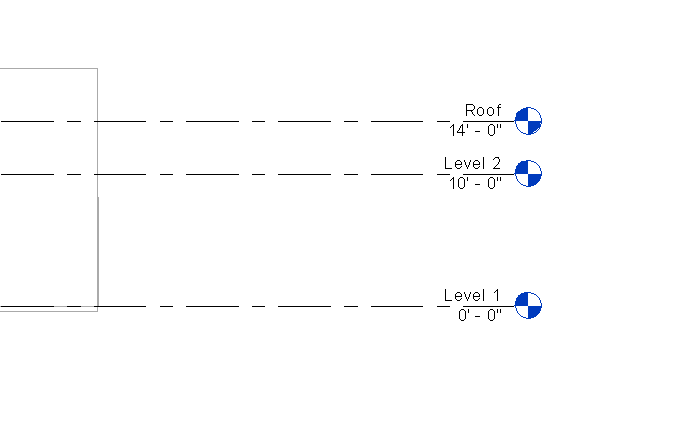 Roof
14' - 0"
Level 2
10' - 0"
Level 1
0' - 0"